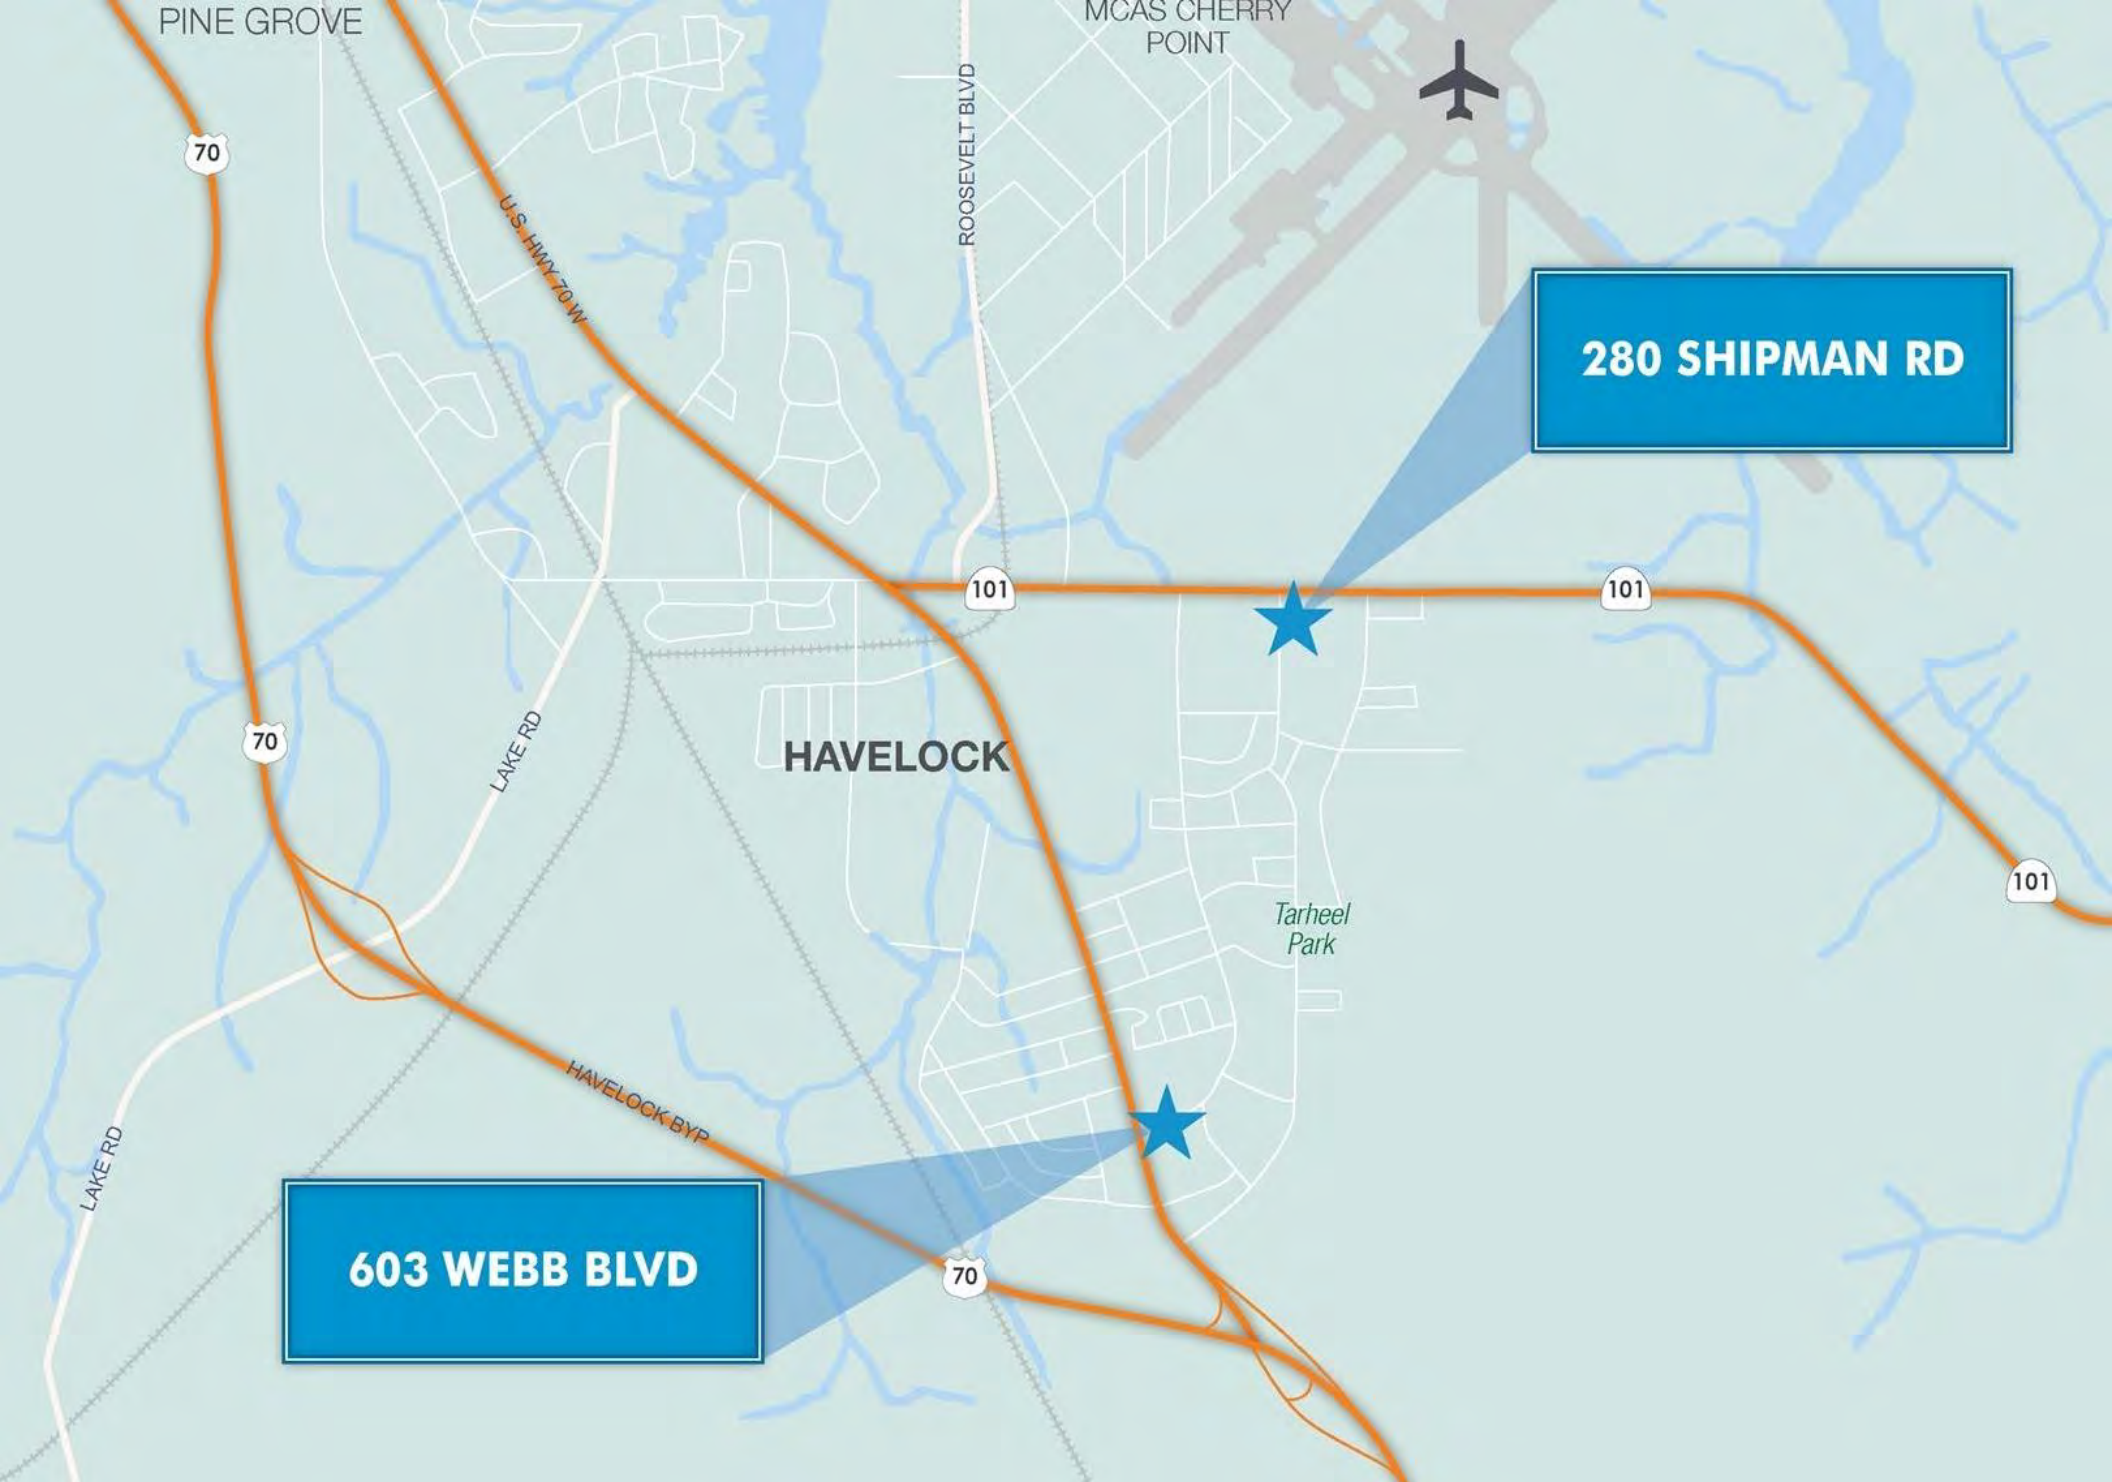 PINE GROVE
MCAS CHERRY
POINT
70
ROOSEVELT BLVD
U.S. HWY 70 W
280 SHIPMAN RD
101
101
70
LAKE RD
HAVELOCK
101
Tarheel
Park
HAVELOCK BYP
LAKE RD
603 WEBB BLVD
70